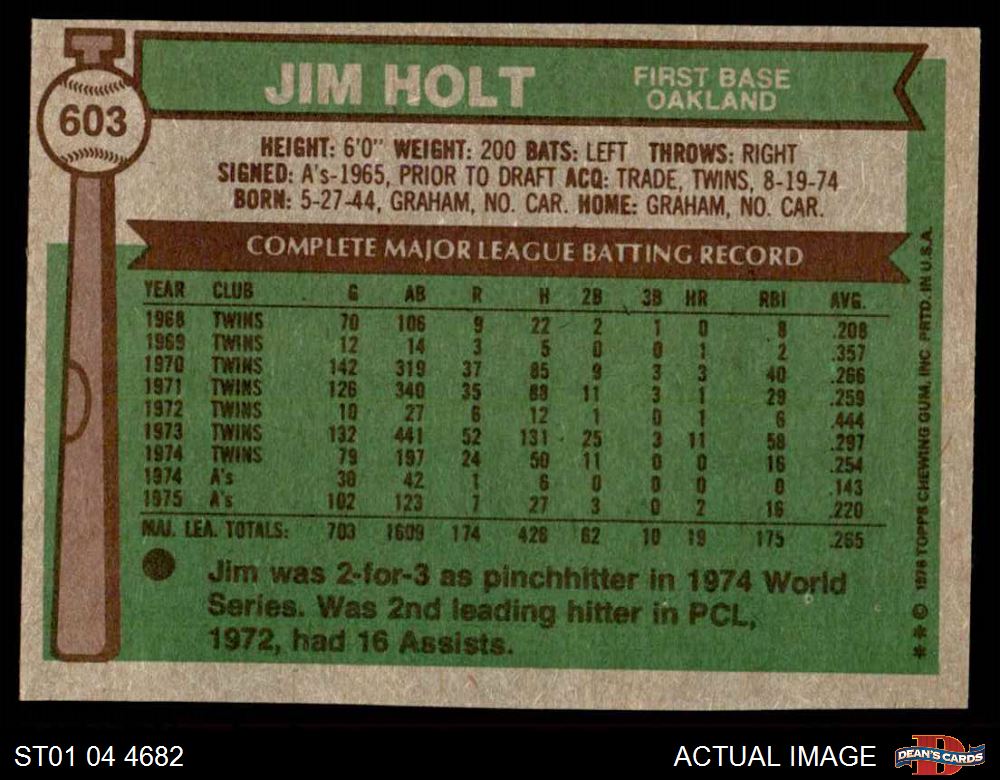 T
603
JIM HOLT
FIRST BASE
OAKLAND
HEIGHT: 6'0" WEIGHT: 200 BATS: LEFT THROWS: RIGHT
SIGNED: A's-1965, PRIOR TO DRAFT ACQ: TRADE, TWINS, 8-19-74
BORN: 5-27-44, GRAHAM, NO. CAR. HOME: GRAHAM, NO. CAR.
COMPLETE MAJOR LEAGUE BATTING RECORD
YEAR CLUB G AB R H 2B 3B HR RBI AVG.
1968 TWINS 70 106 9 22 2 1 0 8 .208
1969 TWINS 12 14 3 5 0 0 1 2 .357
1970 TWINS 142 319 37 85 9 3 3 40 .266
1971 TWINS 126 340 35 88 11 3 1 29 .259
1972 TWINS 10 27 6 12 1 0 1 6 .444
1973 TWINS 132 441 52 131 25 3 11 58 .297
1974 TWINS 79 197 24 50 11 0 0 16 .254
1974 A's 30 42 1 6 0 0 0 0 .143
1975 A's 102 123 7 27 3 0 2 16 .220
MAJ. LEA. TOTALS: 703 1609 174 426 62 10 19 175 .265
Jim was 2-for-3 as pinchhitter in 1974 World
Series. Was 2nd leading hitter in PCL,
1972, had 16 Assists.
* * © 1976 TOPPS CHEWING GUM, INC PRTD. IN U.S.A.
ST01 04 4682
ACTUAL IMAGE
D
DEAN'S CARDS